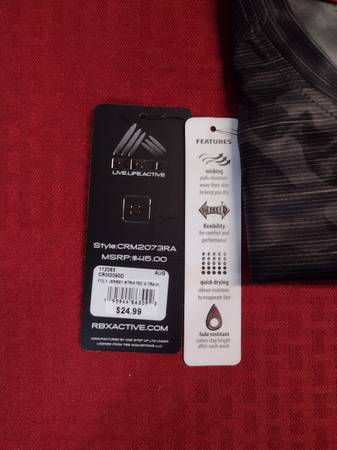 RBX
LIVE.LIFE.ACTIVE
Style:CRM2073RA
MSRP:$45.00
112083 AUG
CRM2090D
$24.99
RBXACTIVE.COM
FEATURES
wicking
pulls moisture
away from skin
to keep you dry
flexibility
for comfort and
performance
quick drying
allows moisture
to evaporate fast
fade resistant
colors stay bright
after each wash